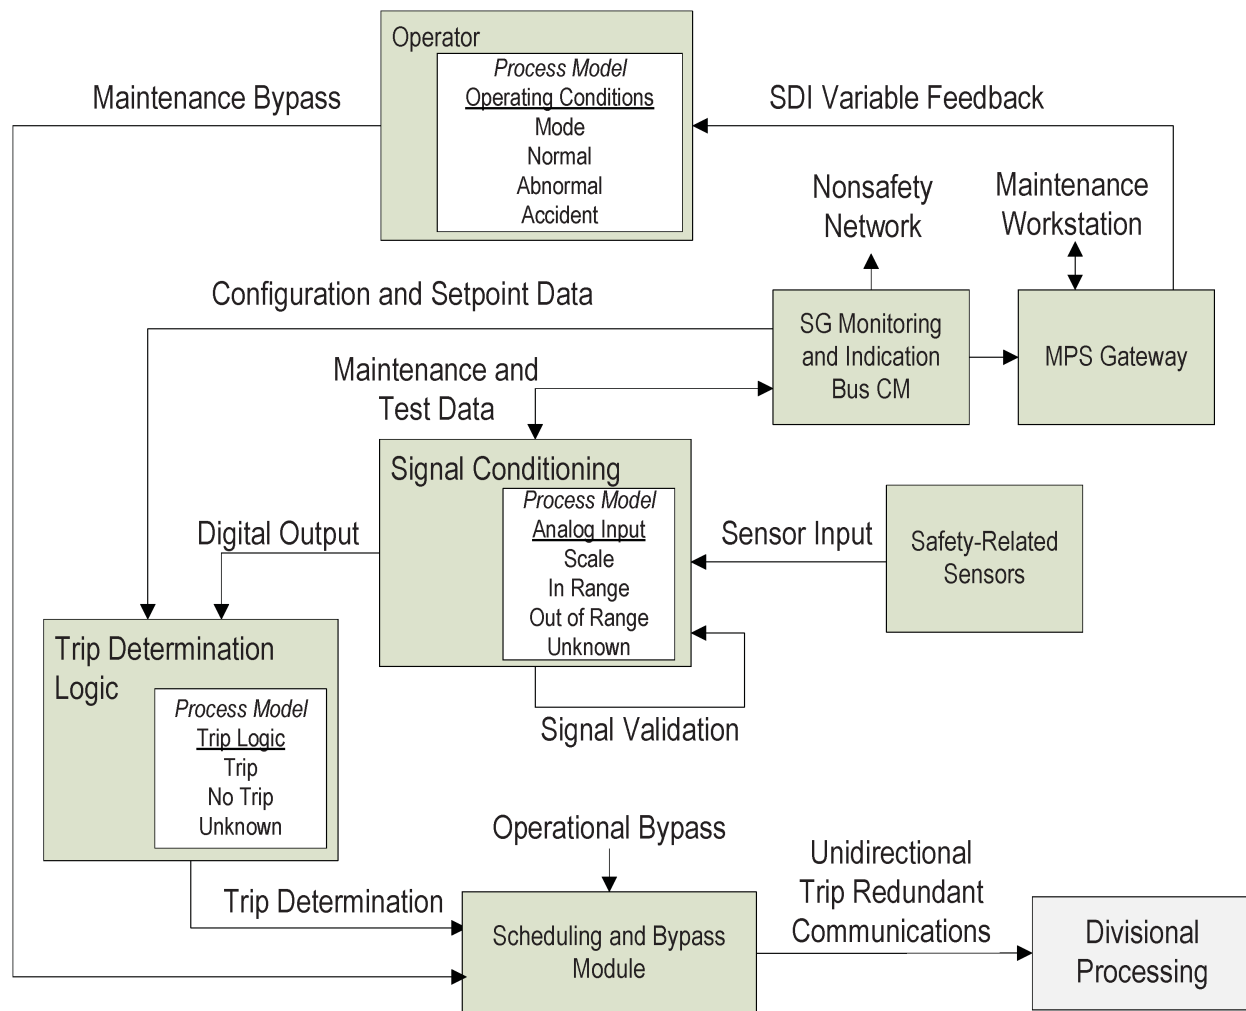 Operator
Process Model
Operating Conditions
Mode
Normal
Abnormal
Accident
Maintenance Bypass
SDI Variable Feedback
Nonsafety
Network
Maintenance
Workstation
Configuration and Setpoint Data
SG Monitoring
and Indication
Bus CM
MPS Gateway
Maintenance and
Test Data
Signal Conditioning
Process Model
Analog Input
Scale
In Range
Out of Range
Unknown
Digital Output
Sensor Input
Safety-Related
Sensors
Signal Validation
Trip Determination
Logic
Process Model
Trip Logic
Trip
No Trip
Unknown
Operational Bypass
Trip Determination
Scheduling and Bypass
Module
Unidirectional
Trip Redundant
Communications
Divisional
Processing